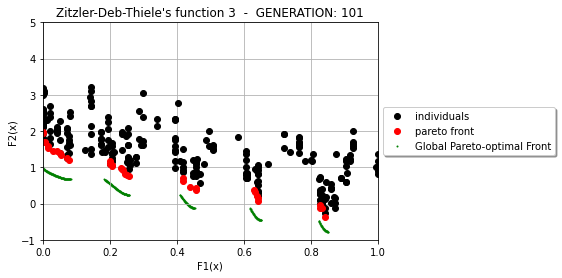 Zitzler-Deb-Thiele's function 3 - GENERATION: 101
5
4
3
2
1
0
−1
F2(x)
0.0 0.2 0.4 0.6 0.8 1.0
F1(x)
individuals
pareto front
Global Pareto-optimal Front